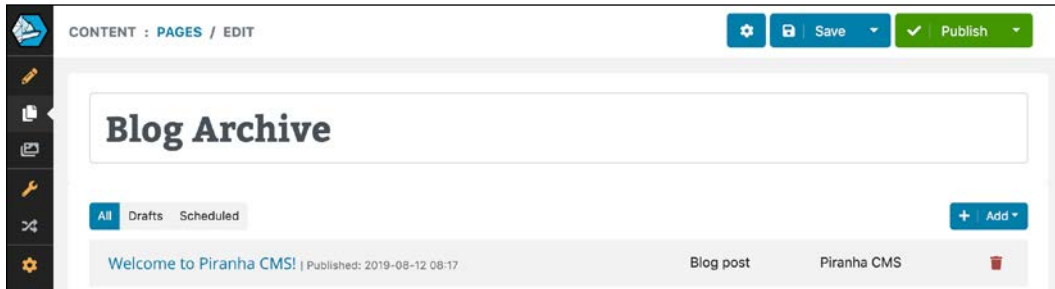 CONTENT : PAGES / EDIT
Save
Publish
Blog Archive
All Drafts Scheduled
+ Add
Welcome to Piranha CMS! | Published: 2019-08-12 08:17 Blog post Piranha CMS